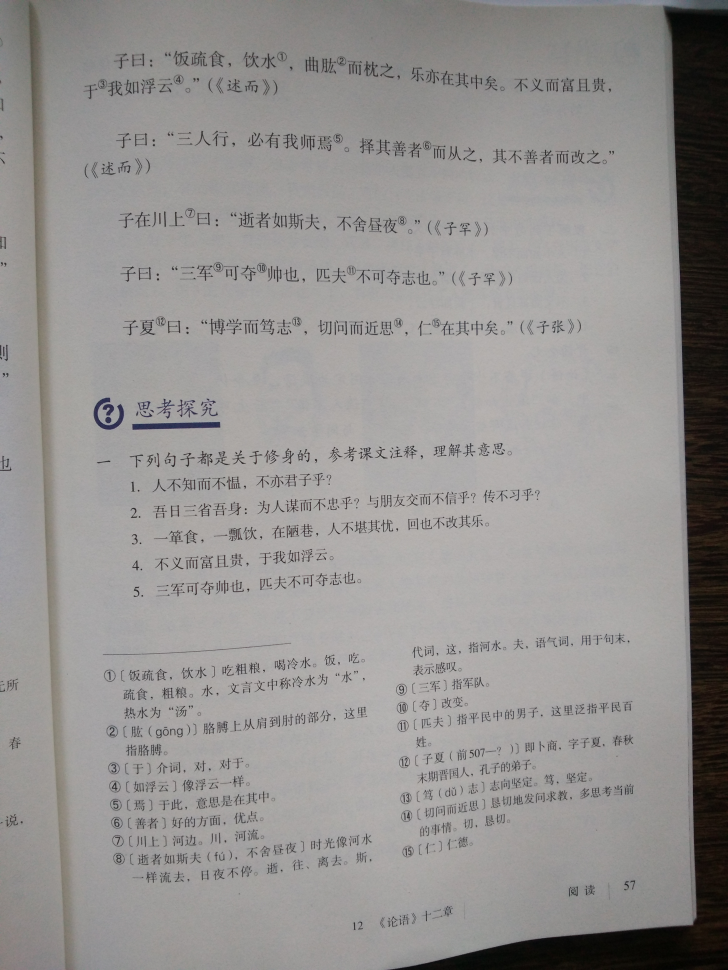 子曰：“饭疏食，饮水①，曲肱②而枕之，乐亦在其中矣。不义而富且贵，
于③我如浮云④。”（《述而》）
子曰：“三人行，必有我师焉⑤。择其善者⑥而从之，其不善者而改之。”
（《述而》）
子在川上⑦曰：“逝者如斯夫，不舍昼夜⑧。”（《子罕》）
子曰：“三军⑨可夺⑩帅也，匹夫⑪不可夺志也。”（《子罕》）
子夏⑫曰：“博学而笃志⑬，切问而近思⑭，仁⑮在其中矣。”（《子张》）
思考探究
一 下列句子都是关于修身的，参考课文注释，理解其意思。
1. 人不知而不愠，不亦君子乎？
2. 吾日三省吾身：为人谋而不忠乎？与朋友交而不信乎？传不习乎？
3. 一箪食，一瓢饮，在陋巷，人不堪其忧，回也不改其乐。
4. 不义而富且贵，于我如浮云。
5. 三军可夺帅也，匹夫不可夺志也。
①〔饭疏食，饮水〕吃粗粮，喝冷水。饭，吃。
疏食，粗粮。水，文言文中称冷水为“水”，
热水为“汤”。
②〔肱（gōng）〕胳膊上从肩到肘的部分，这里
指胳膊。
③〔于〕介词，对，对于。
④〔如浮云〕像浮云一样。
⑤〔焉〕于此，意思是在其中。
⑥〔善者〕好的方面，优点。
⑦〔川上〕河边。川，河流。
⑧〔逝者如斯夫（fú），不舍昼夜〕时光像河水
一样流去，日夜不停。逝，往、离去。斯，
代词，这，指河水。夫，语气词，用于句末，
表示感叹。
⑨〔三军〕指军队。
⑩〔夺〕改变。
⑪〔匹夫〕指平民中的男子，这里泛指平民百
姓。
⑫〔子夏（前507—？）〕即卜商，字子夏，春秋
末期晋国人，孔子的弟子。
⑬〔笃（dǔ）志〕志向坚定。笃，坚定。
⑭〔切问而近思〕恳切地发问求教，多思考当前
的事情。切，恳切。
⑮〔仁〕仁德。
12 《论语》十二章
阅读 57
则
”
也
无所
春
说，